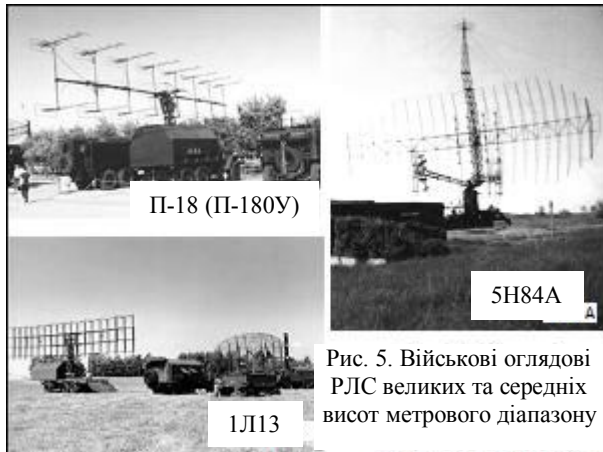 П-18 (П-180У)
5Н84А
А
1Л13
Рис. 5. Військові оглядові
РЛС великих та середніх
висот метрового діапазону